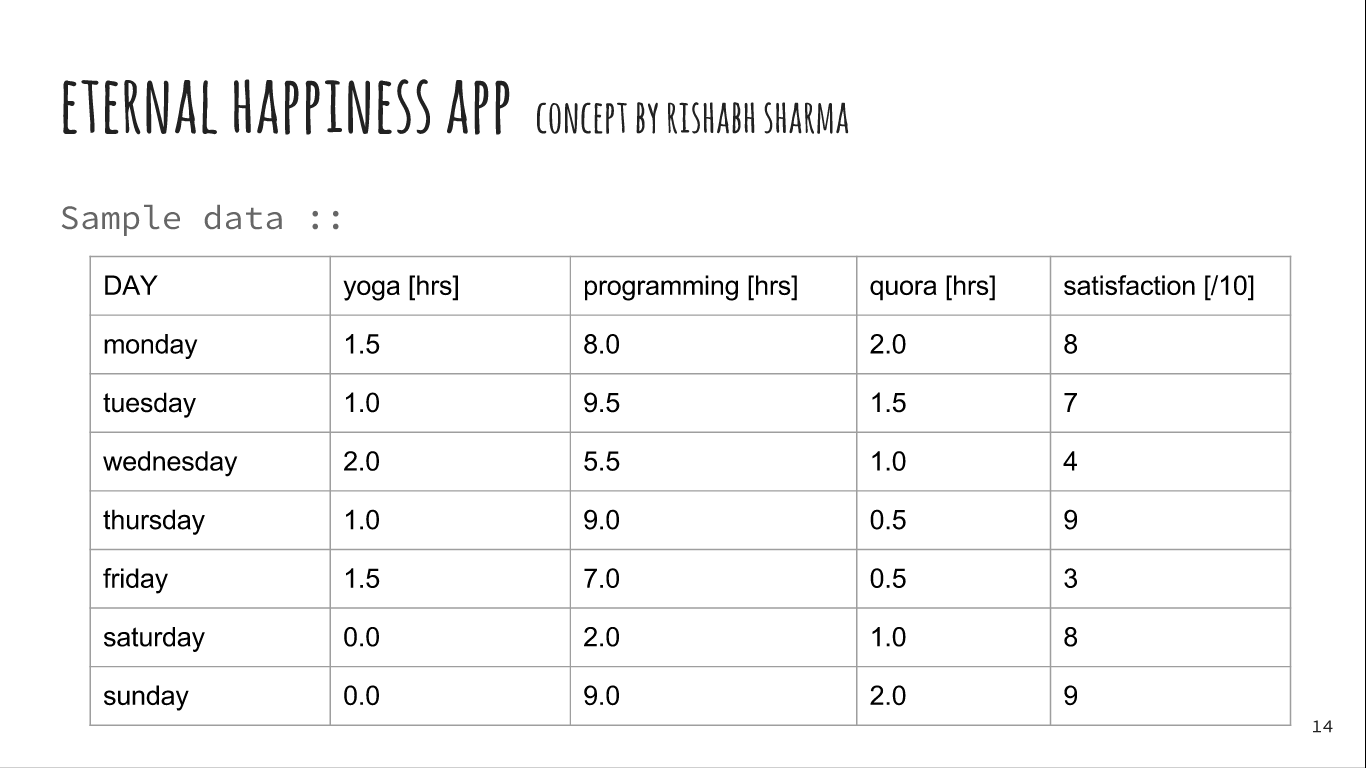 ETERNAL HAPPINESS APP CONCEPT BY RISHABH SHARMA
Sample data ::
DAY yoga [hrs] programming [hrs] quora [hrs] satisfaction [/10]
monday 1.5 8.0 2.0 8
tuesday 1.0 9.5 1.5 7
wednesday 2.0 5.5 1.0 4
thursday 1.0 9.0 0.5 9
friday 1.5 7.0 0.5 3
saturday 0.0 2.0 1.0 8
sunday 0.0 9.0 2.0 9
14